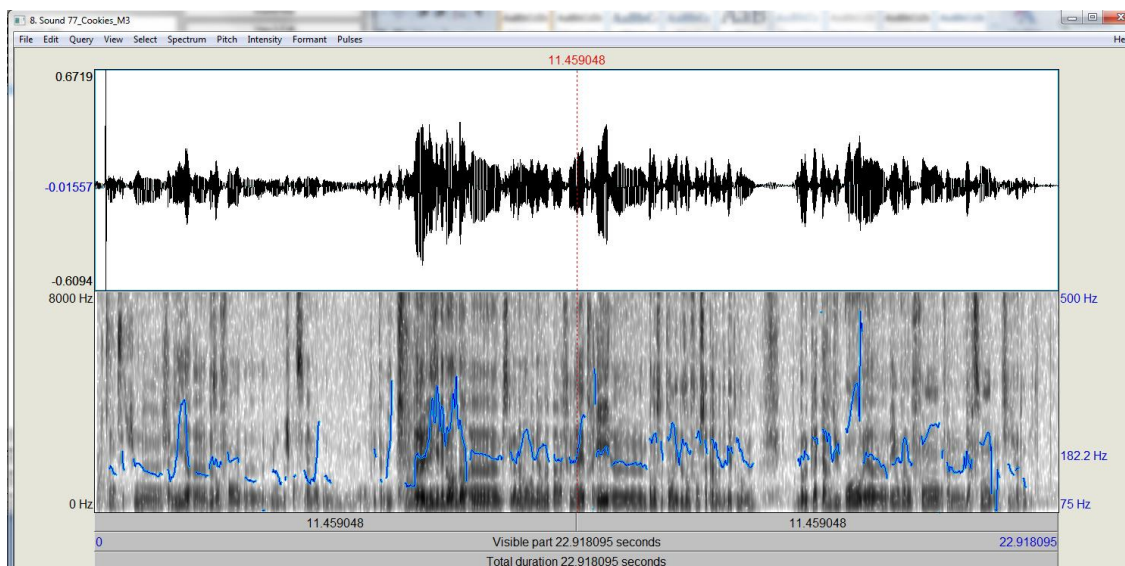 8. Sound 77_Cookies_M3
File Edit Query View Select Spectrum Pitch Intensity Formant Pulses He
11.459048
0.6719
-0.01557
-0.6094
8000 Hz 500 Hz
182.2 Hz
0 Hz 75 Hz
11.459048 11.459048
0 Visible part 22.918095 seconds 22.918095
Total duration 22.918095 seconds